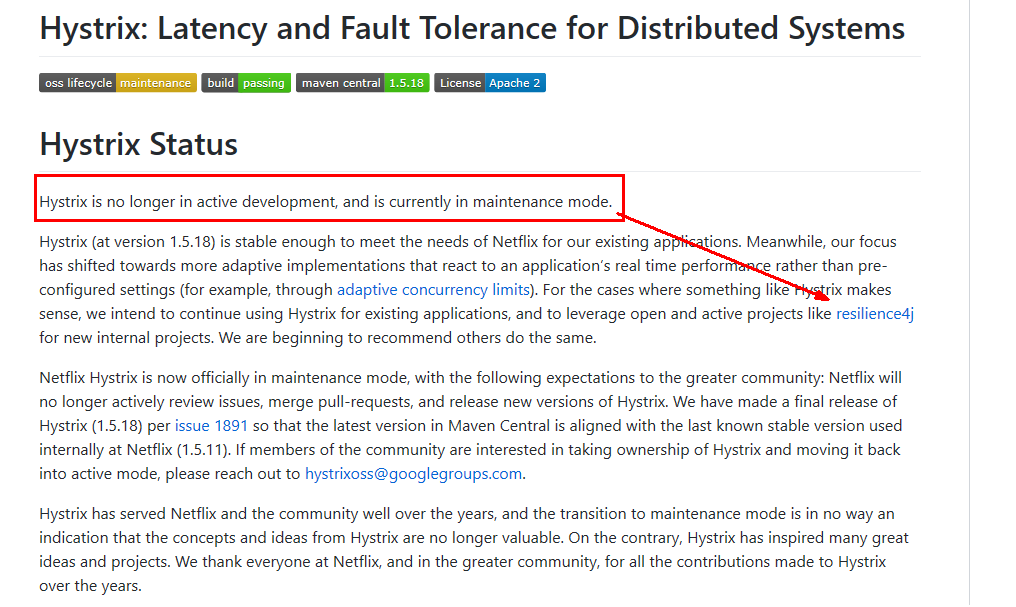 Hystrix: Latency and Fault Tolerance for Distributed Systems
oss lifecycle maintenance build passing maven central 1.5.18 License Apache 2
Hystrix Status
Hystrix is no longer in active development, and is currently in maintenance mode.
Hystrix (at version 1.5.18) is stable enough to meet the needs of Netflix for our existing applications. Meanwhile, our focus
has shifted towards more adaptive implementations that react to an application’s real time performance rather than pre-
configured settings (for example, through adaptive concurrency limits). For the cases where something like Hystrix makes
sense, we intend to continue using Hystrix for existing applications, and to leverage open and active projects like resilience4j
for new internal projects. We are beginning to recommend others do the same.
Netflix Hystrix is now officially in maintenance mode, with the following expectations to the greater community: Netflix will
no longer actively review issues, merge pull-requests, and release new versions of Hystrix. We have made a final release of
Hystrix (1.5.18) per issue 1891 so that the latest version in Maven Central is aligned with the last known stable version used
internally at Netflix (1.5.11). If members of the community are interested in taking ownership of Hystrix and moving it back
into active mode, please reach out to hystrixoss@googlegroups.com.
Hystrix has served Netflix and the community well over the years, and the transition to maintenance mode is in no way an
indication that the concepts and ideas from Hystrix are no longer valuable. On the contrary, Hystrix has inspired many great
ideas and projects. We thank everyone at Netflix, and in the greater community, for all the contributions made to Hystrix
over the years.